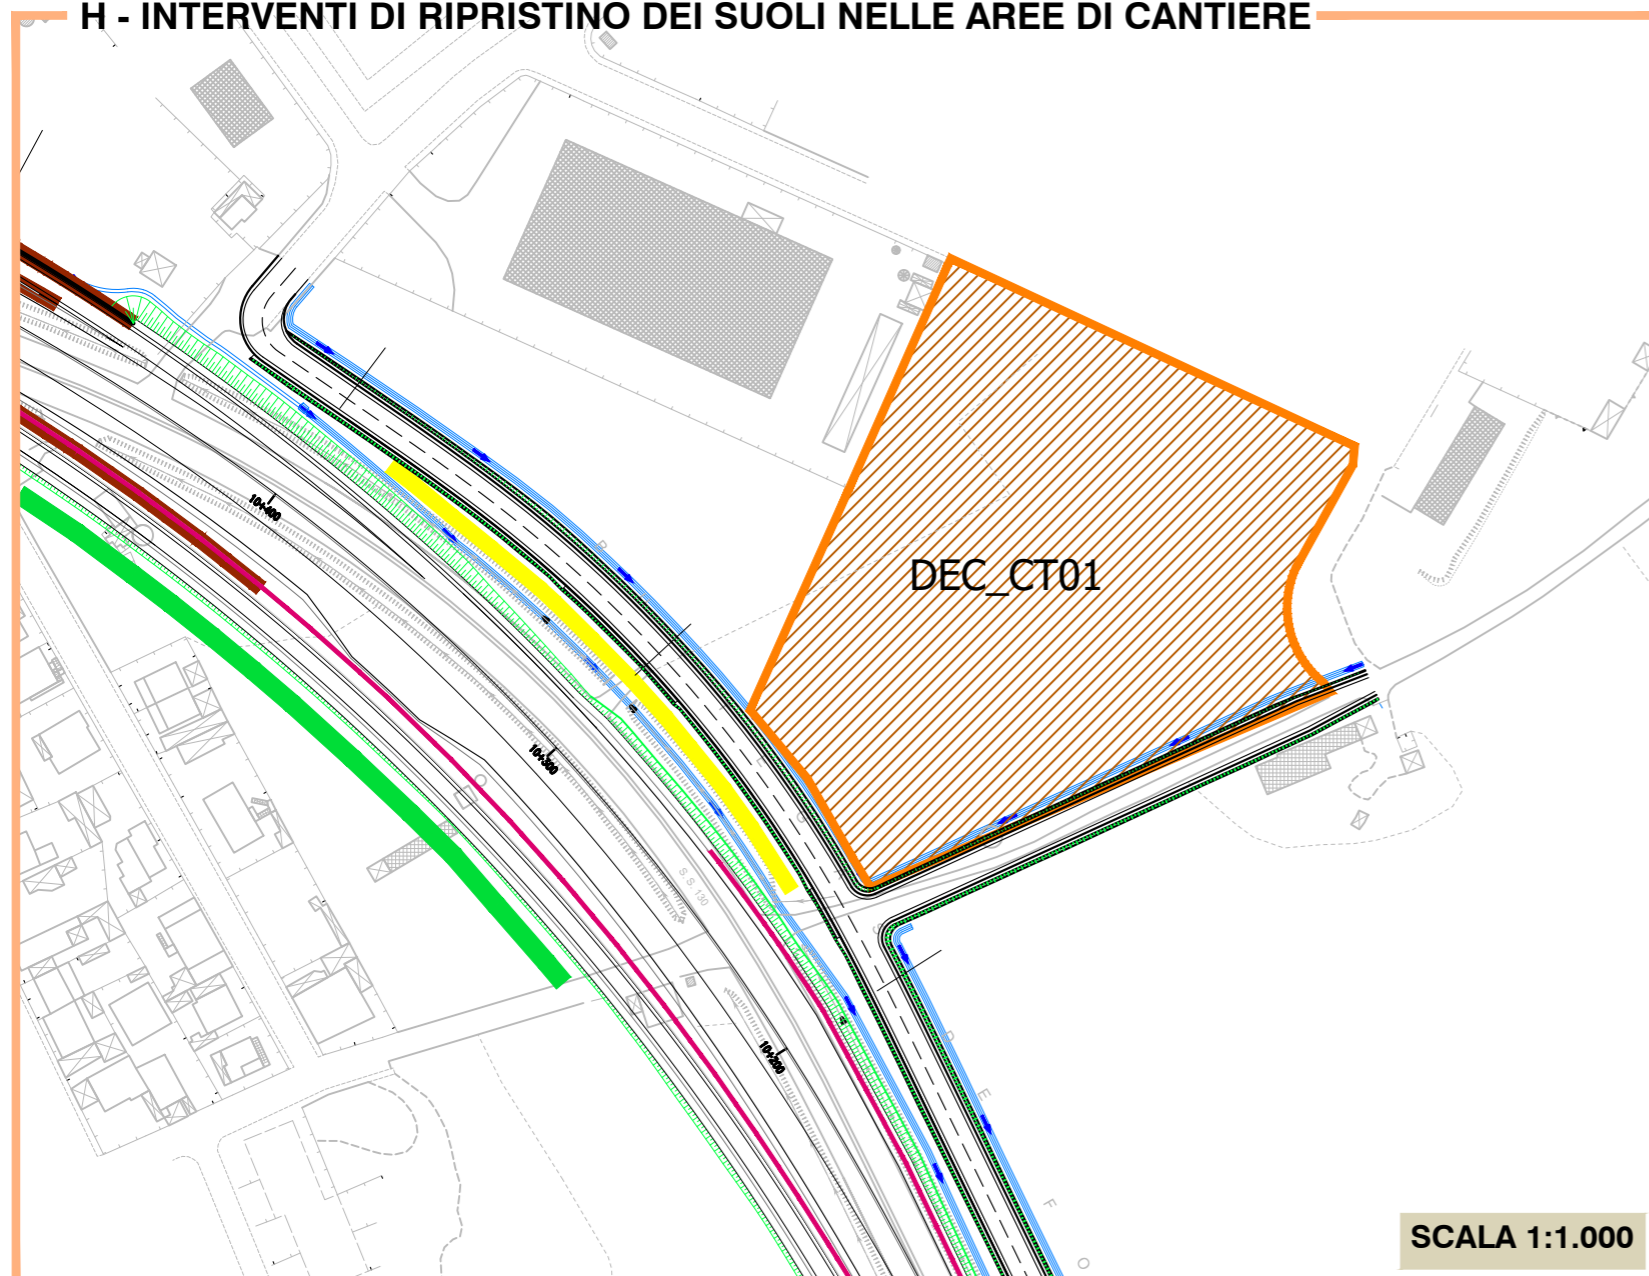 H - INTERVENTI DI RIPRISTINO DEI SUOLI NELLE AREE DI CANTIERE
10+400
DEC_CT01
10+300
S.S. 130
10+200
R
D
E
F
O
SCALA 1:1.000